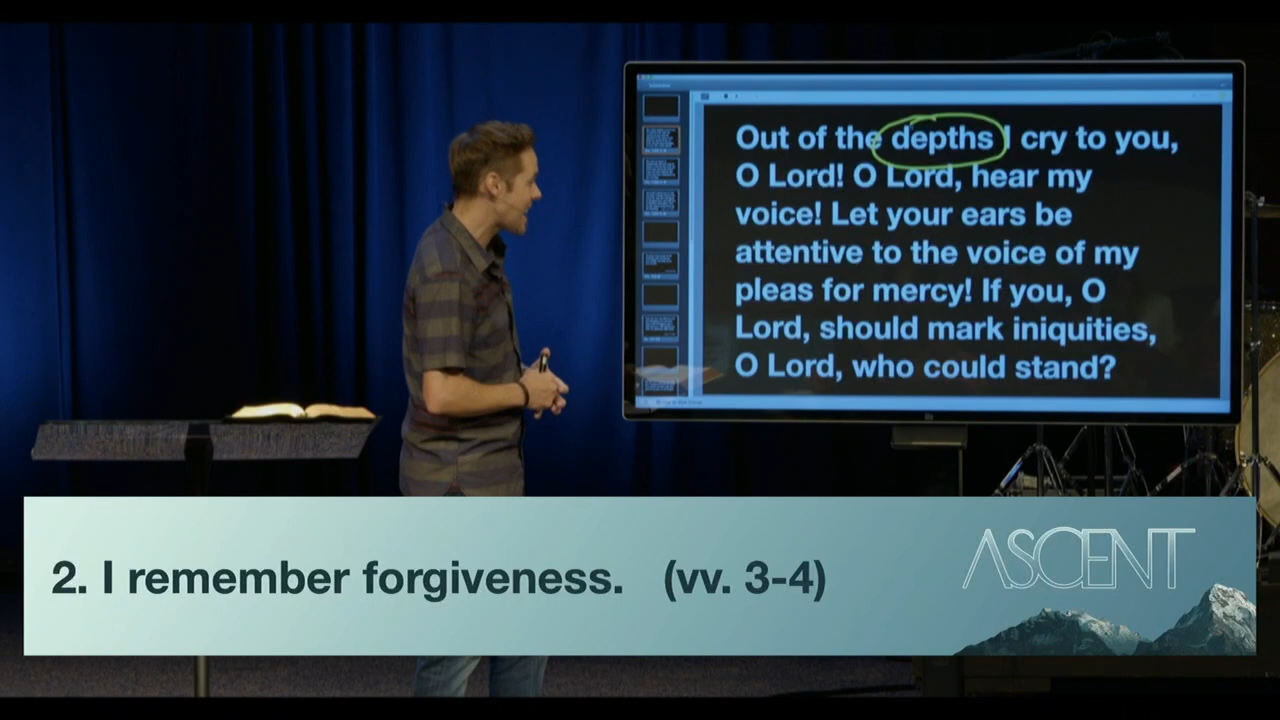 Out of the depths I cry to you,
O Lord! O Lord, hear my
voice! Let your ears be
attentive to the voice of my
pleas for mercy! If you, O
Lord, should mark iniquities,
O Lord, who could stand?
2. I remember forgiveness. (vv. 3-4)
ASCENT